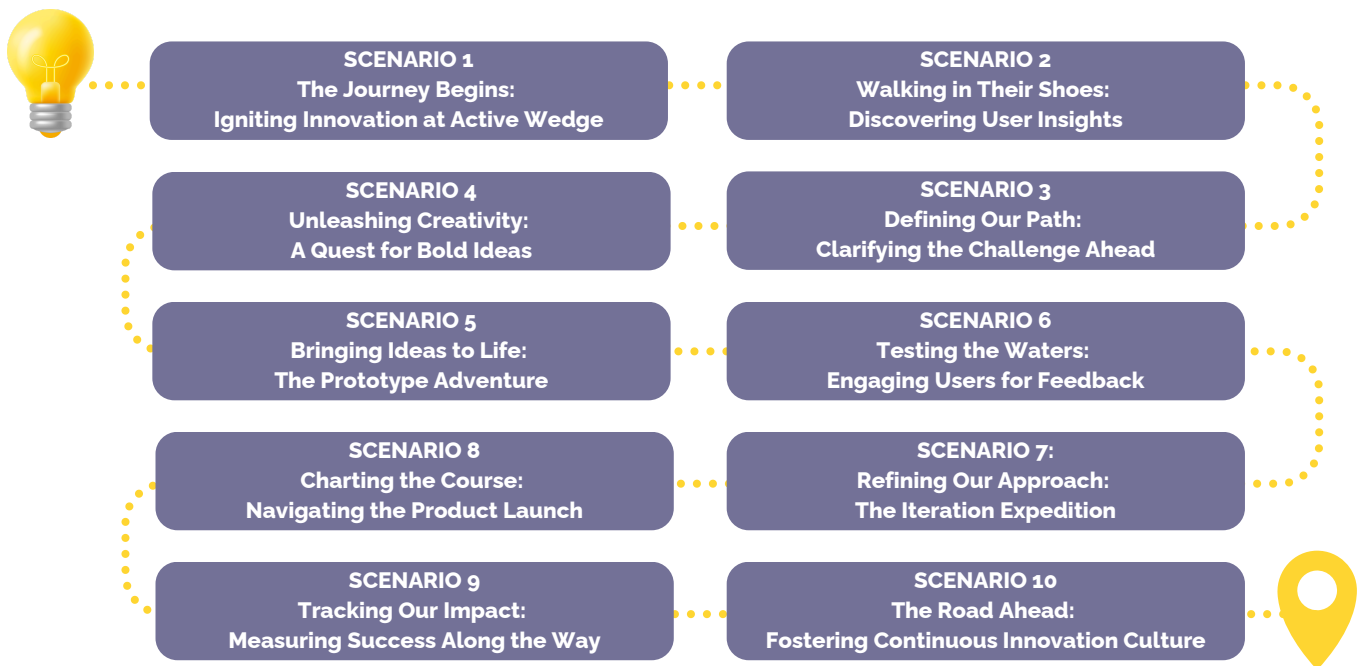 SCENARIO 1
The Journey Begins:
Igniting Innovation at Active Wedge
SCENARIO 2
Walking in Their Shoes:
Discovering User Insights
SCENARIO 3
Defining Our Path:
Clarifying the Challenge Ahead
SCENARIO 4
Unleashing Creativity:
A Quest for Bold Ideas
SCENARIO 5
Bringing Ideas to Life:
The Prototype Adventure
SCENARIO 6
Testing the Waters:
Engaging Users for Feedback
SCENARIO 7:
Refining Our Approach:
The Iteration Expedition
SCENARIO 8
Charting the Course:
Navigating the Product Launch
SCENARIO 9
Tracking Our Impact:
Measuring Success Along the Way
SCENARIO 10
The Road Ahead:
Fostering Continuous Innovation Culture